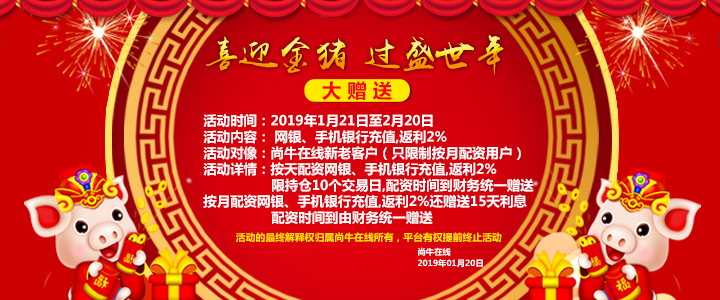 喜迎金猪 过盛世年
大赠送
活动时间：2019年1月21日至2月20日
活动内容： 网银、手机银行充值,返利2%
活动对像：尚牛在线新老客户（只限制按月配资用户）
活动详情：按天配资网银、手机银行充值,返利2%
限持仓10个交易日,配资时间到财务统一赠送
按月配资网银、手机银行充值,返利2%还赠送15天利息
配资时间到由财务统一赠送
活动的最终解释权归属尚牛在线所有，平台有权提前终止活动
尚牛在线
2019年01月20日
福
福